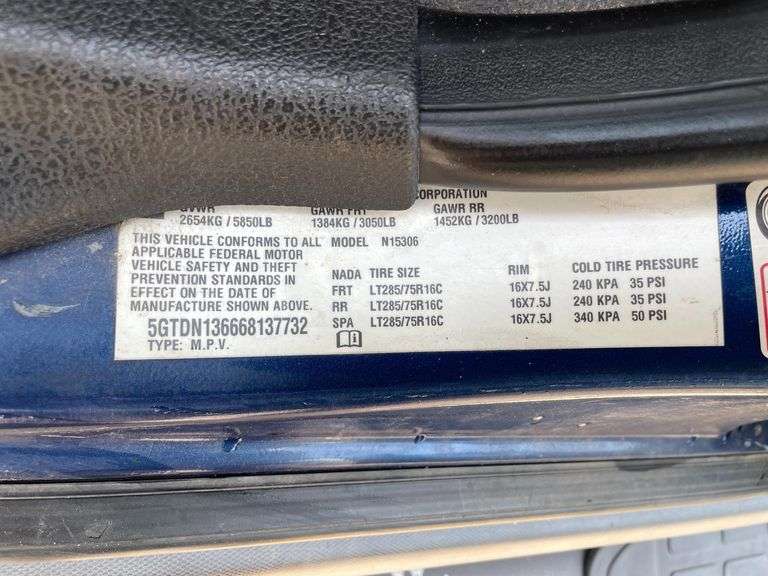 CORPORATION
GVWR GAWR FRT GAWR RR
2654KG / 5850LB 1384KG / 3050LB 1452KG / 3200LB
THIS VEHICLE CONFORMS TO ALL MODEL N15306
APPLICABLE FEDERAL MOTOR
VEHICLE SAFETY AND THEFT
PREVENTION STANDARDS IN
EFFECT ON THE DATE OF
MANUFACTURE SHOWN ABOVE.
5GTDN136668137732
TYPE: M.P.V.
NADA TIRE SIZE RIM COLD TIRE PRESSURE
FRT LT285/75R16C 16X7.5J 240 KPA 35 PSI
RR LT285/75R16C 16X7.5J 240 KPA 35 PSI
SPA LT285/75R16C 16X7.5J 340 KPA 50 PSI